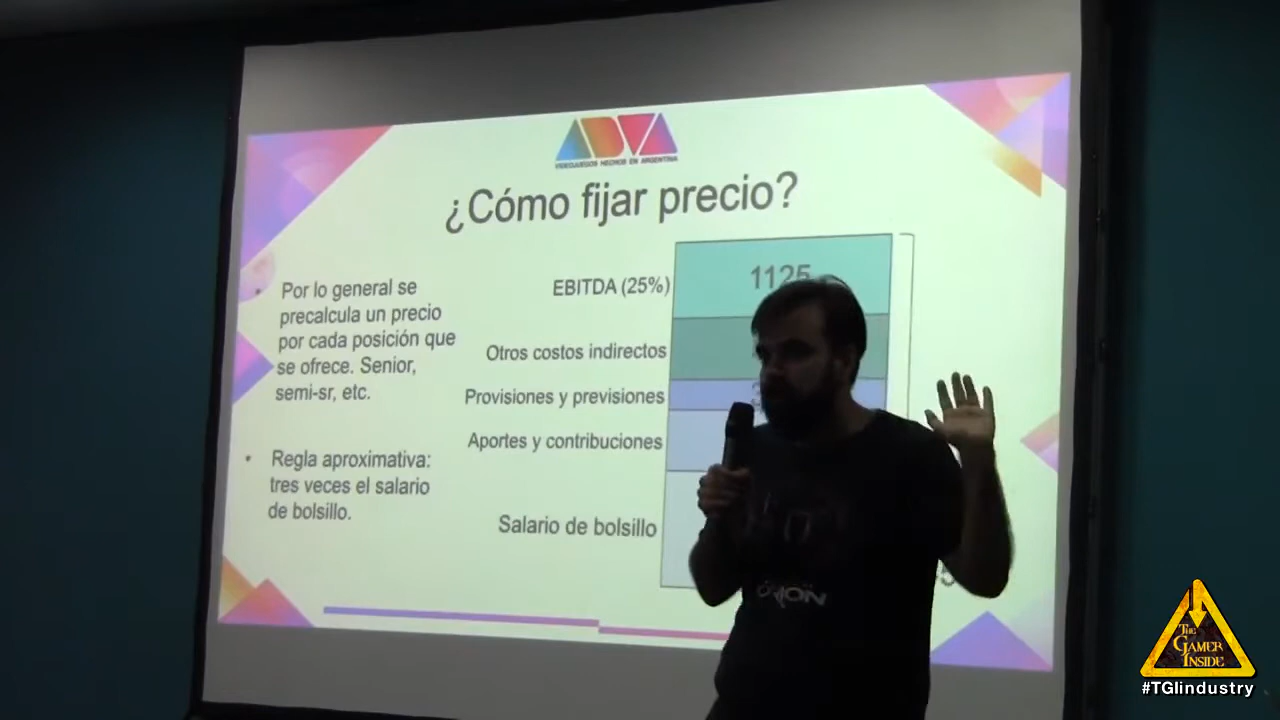 ADVA
VIDEOJUEGOS HECHOS EN ARGENTINA
¿Cómo fijar precio?
Por lo general se
precalcula un precio
por cada posición que
se ofrece. Senior,
semi-sr, etc.
Regla aproximativa:
tres veces el salario
de bolsillo.
EBITDA (25%)
1125
Otros costos indirectos
Provisiones y previsiones
Aportes y contribuciones
Salario de bolsillo
THE
GAMER
INSIDE
#TGIindustry